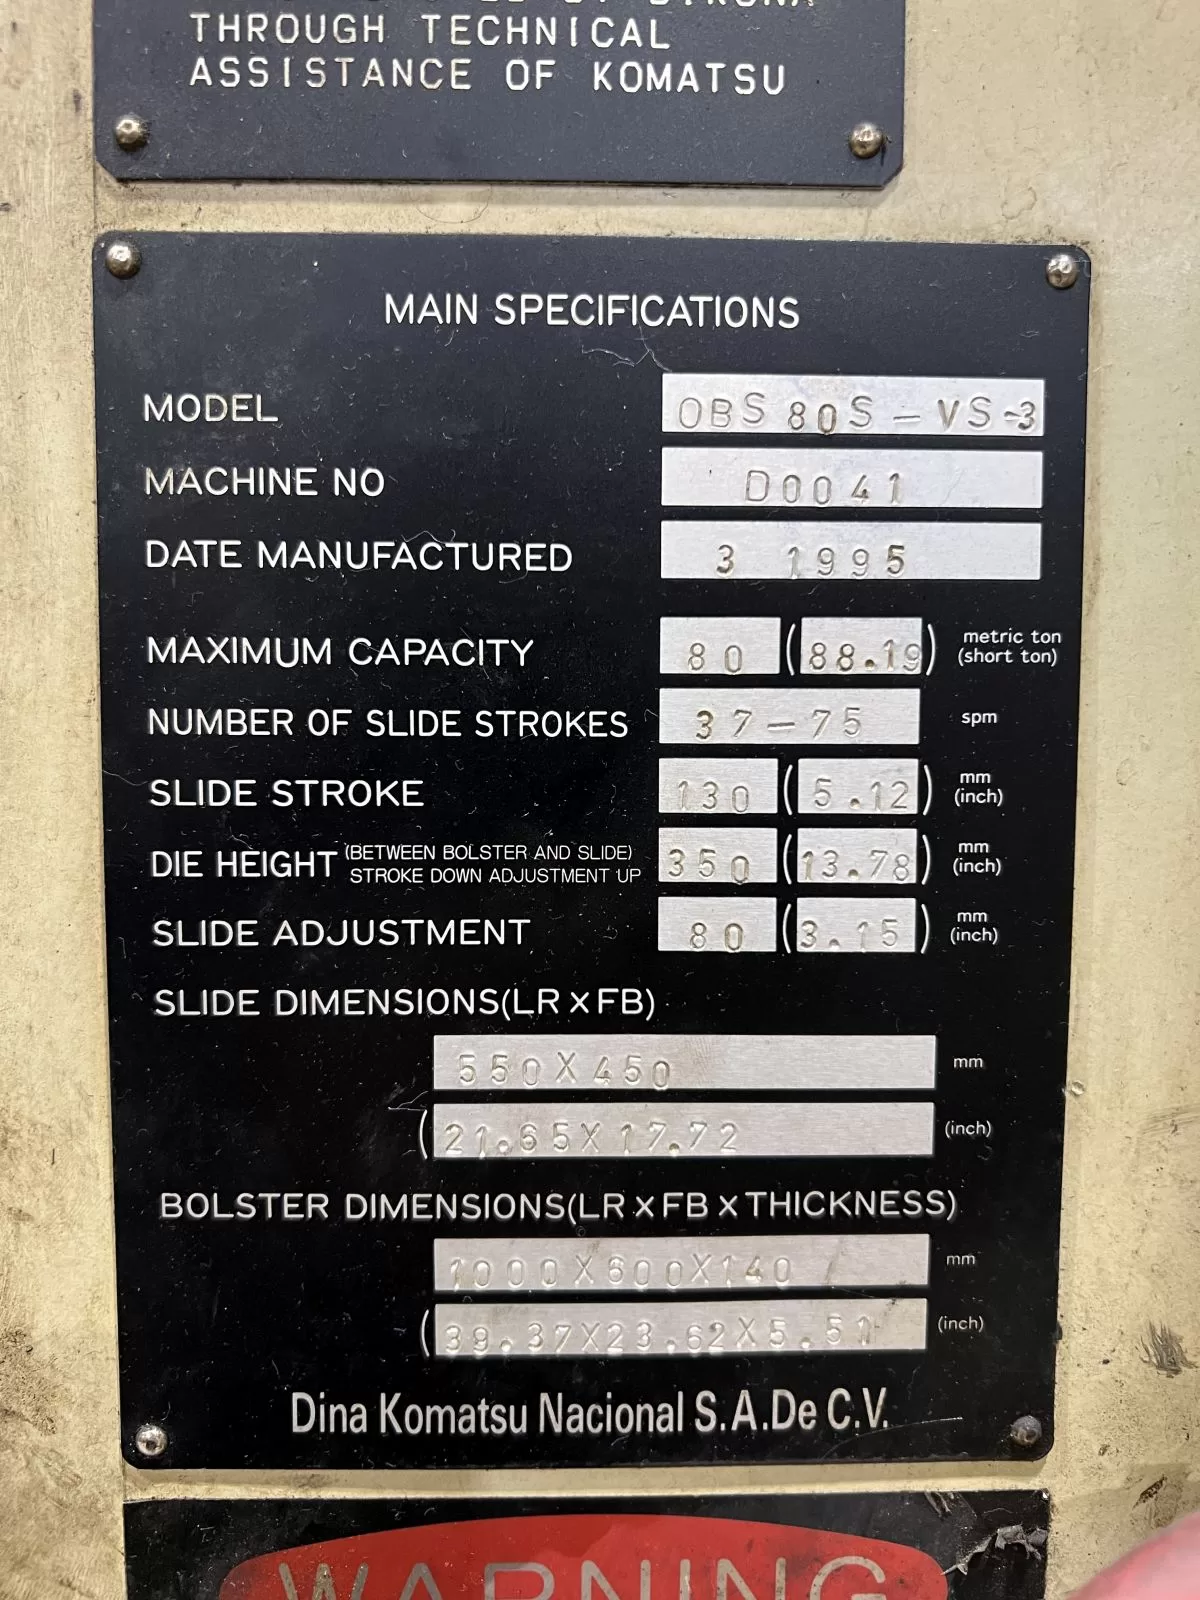 THROUGH TECHNICAL
ASSISTANCE OF KOMATSU
MAIN SPECIFICATIONS
MODEL OBS 80S-VS-3
MACHINE NO D0041
DATE MANUFACTURED 3 1995
MAXIMUM CAPACITY 80 (88.19) metric ton (short ton)
NUMBER OF SLIDE STROKES 37-75 spm
SLIDE STROKE 130 (5.12) mm (inch)
DIE HEIGHT (BETWEEN BOLSTER AND SLIDE) STROKE DOWN ADJUSTMENT UP 350 (13.78) mm (inch)
SLIDE ADJUSTMENT 80 (3.15) mm (inch)
SLIDE DIMENSIONS(LR x FB)
550X450 mm
(21.65X17.72 (inch)
BOLSTER DIMENSIONS(LR x FB x THICKNESS)
1000X600X140 mm
(39.37X23.62X5.51 (inch)
Dina Komatsu Nacional S.A.De C.V.
WARNING